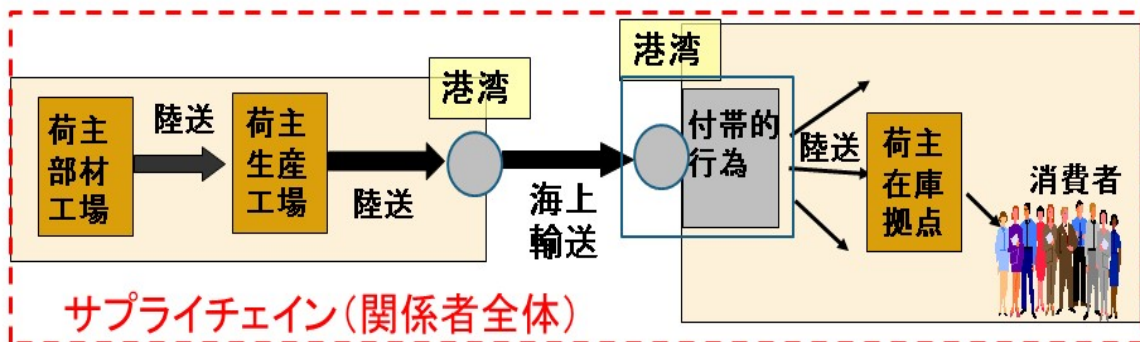 港湾
荷主
部材
工場
陸送
荷主
生産
工場
陸送
海上
輸送
港湾
付帯的
行為
陸送
荷主
在庫
拠点
消費者
サプライチェイン(関係者全体)